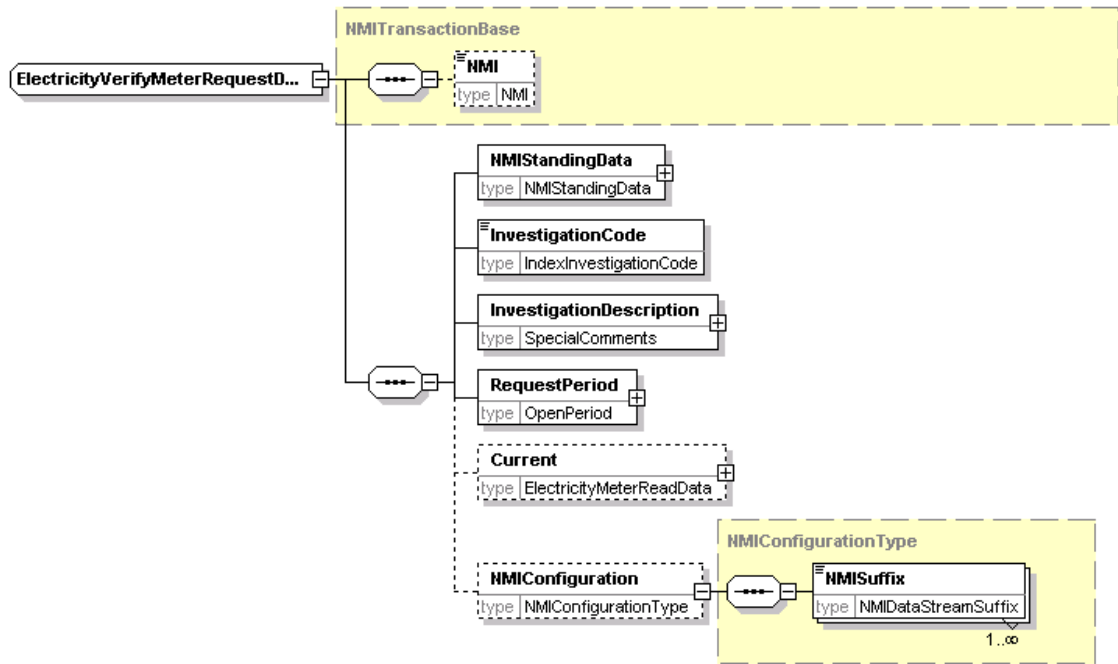 NMITransactionBase
ElectricityVerifyMeterRequestD...
NMI
type NMI
NMIStandingData
type NMIStandingData
InvestigationCode
type IndexInvestigationCode
InvestigationDescription
type SpecialComments
RequestPeriod
type OpenPeriod
Current
type ElectricityMeterReadData
NMIConfigurationType
NMIConfiguration
type NMIConfigurationType
NMISuffix
type NMIDataStreamSuffix
1..∞